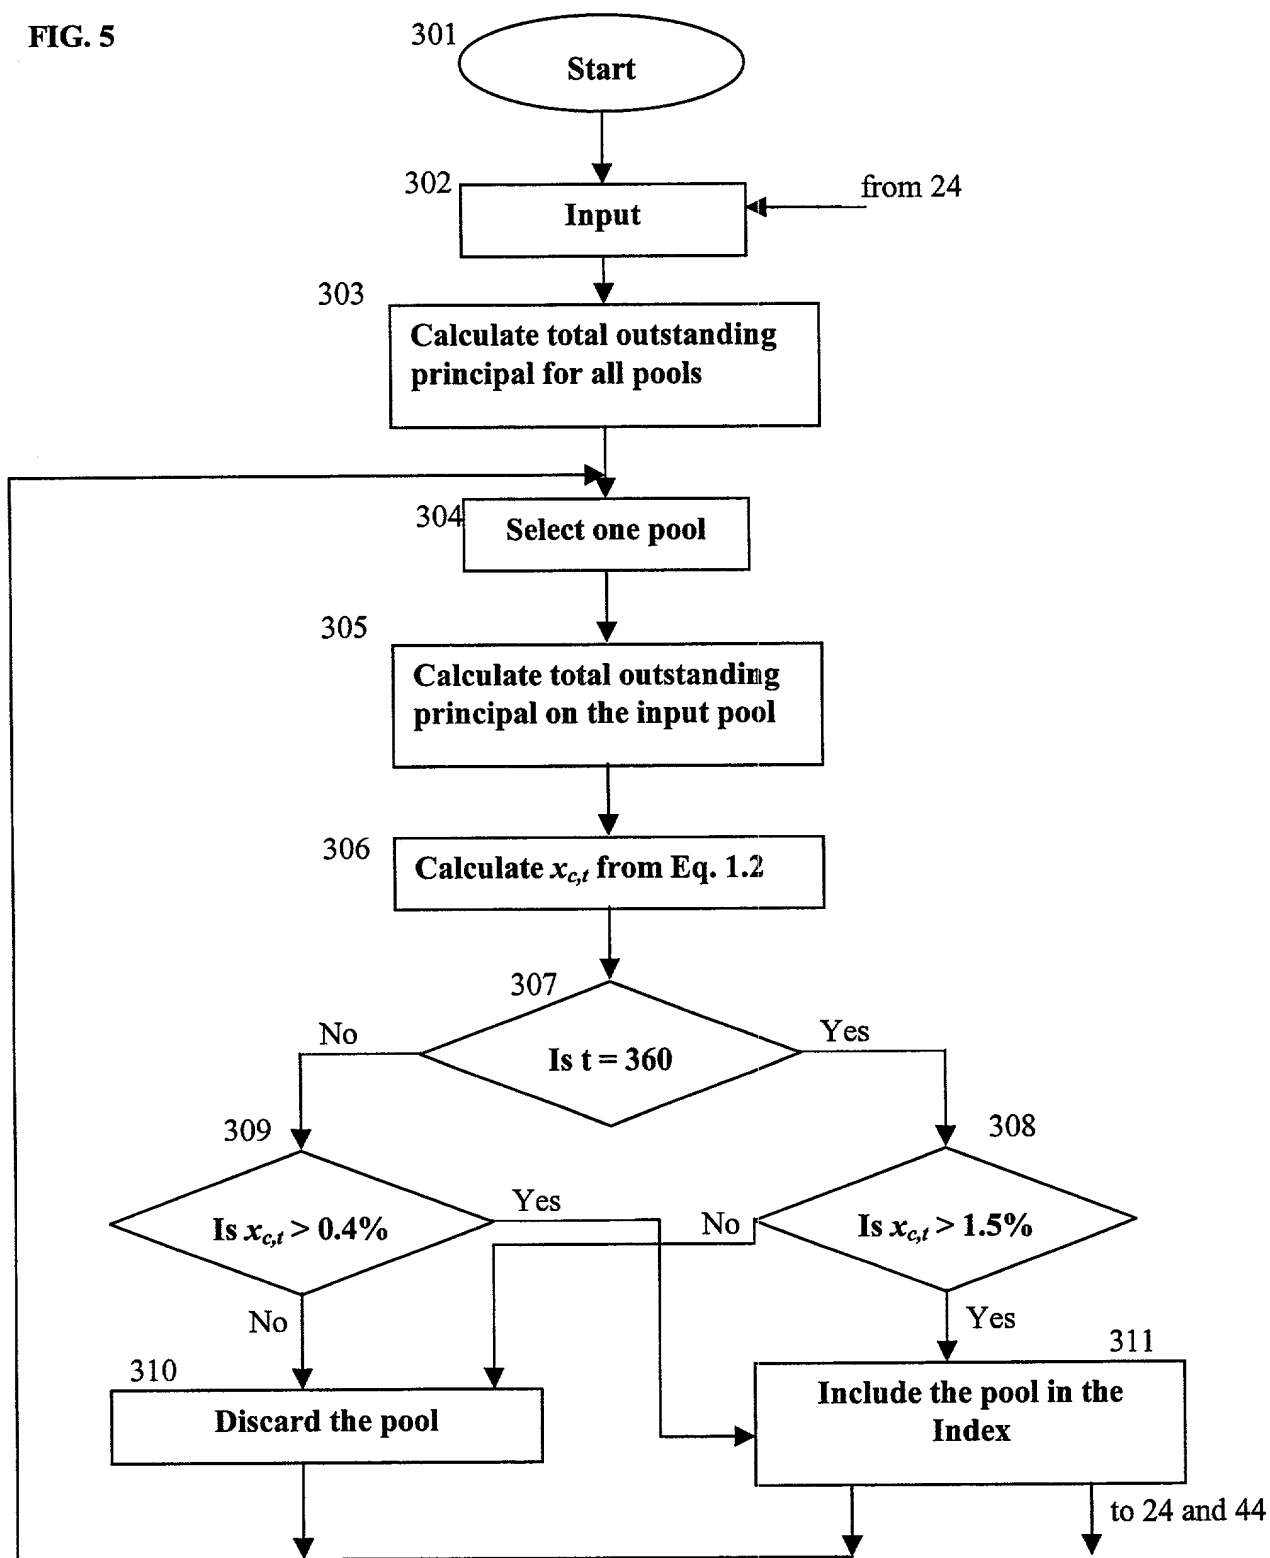 FIG. 5
301
Start
302
from 24
Input
303
Calculate total outstanding
principal for all pools
304
Select one pool
305
Calculate total outstanding
principal on the input pool
306
Calculate x_c,t from Eq. 1.2
307
No
Yes
Is t = 360
309
308
Is x_c,t > 0.4%
Yes
No
Is x_c,t > 1.5%
No
Yes
310
311
Discard the pool
Include the pool in the
Index
to 24 and 44